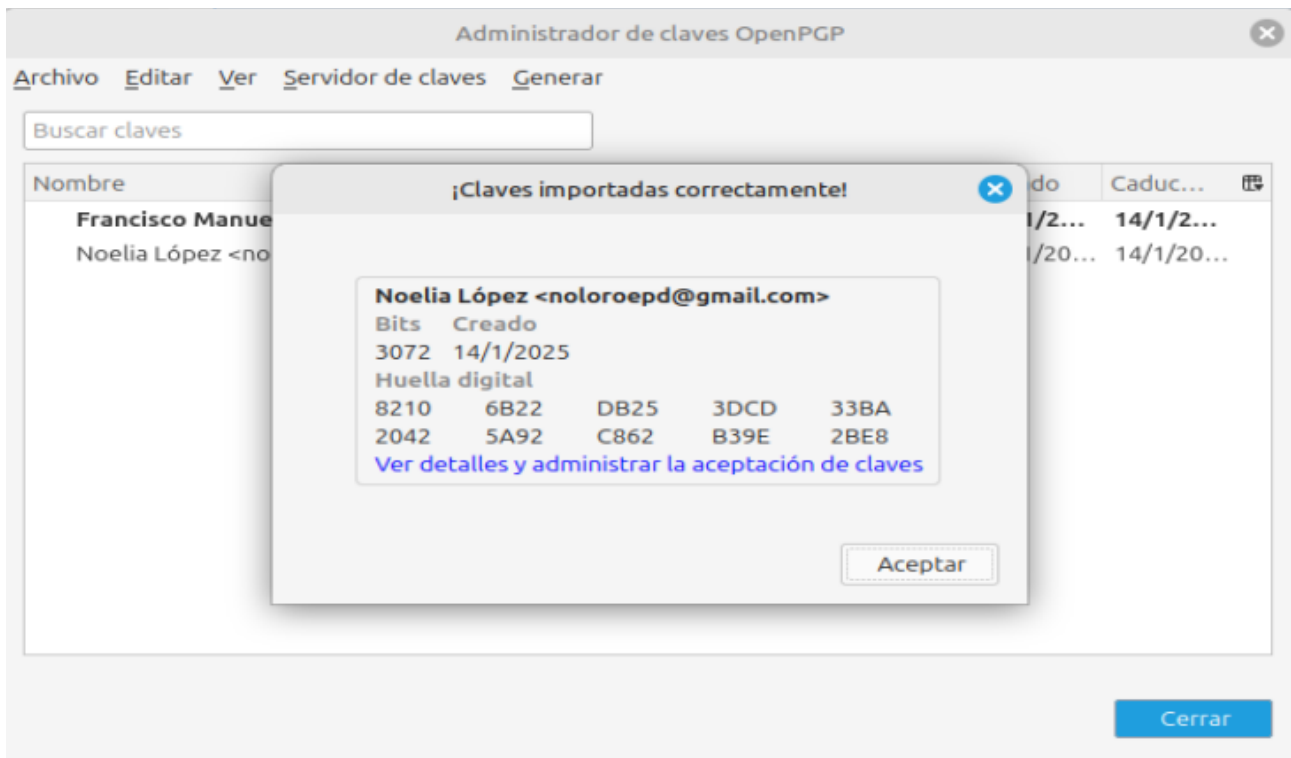 Administrador de claves OpenPGP
Archivo Editar Ver Servidor de claves Generar
Buscar claves
Nombre ¡Claves importadas correctamente! do Caduc...
Francisco Manue 1/2... 14/1/2...
Noelia López <no 1/20... 14/1/20...
Noelia López <noloroepd@gmail.com>
Bits Creado
3072 14/1/2025
Huella digital
8210 6B22 DB25 3DCD 33BA
2042 5A92 C862 B39E 2BE8
Ver detalles y administrar la aceptación de claves
Aceptar
Cerrar